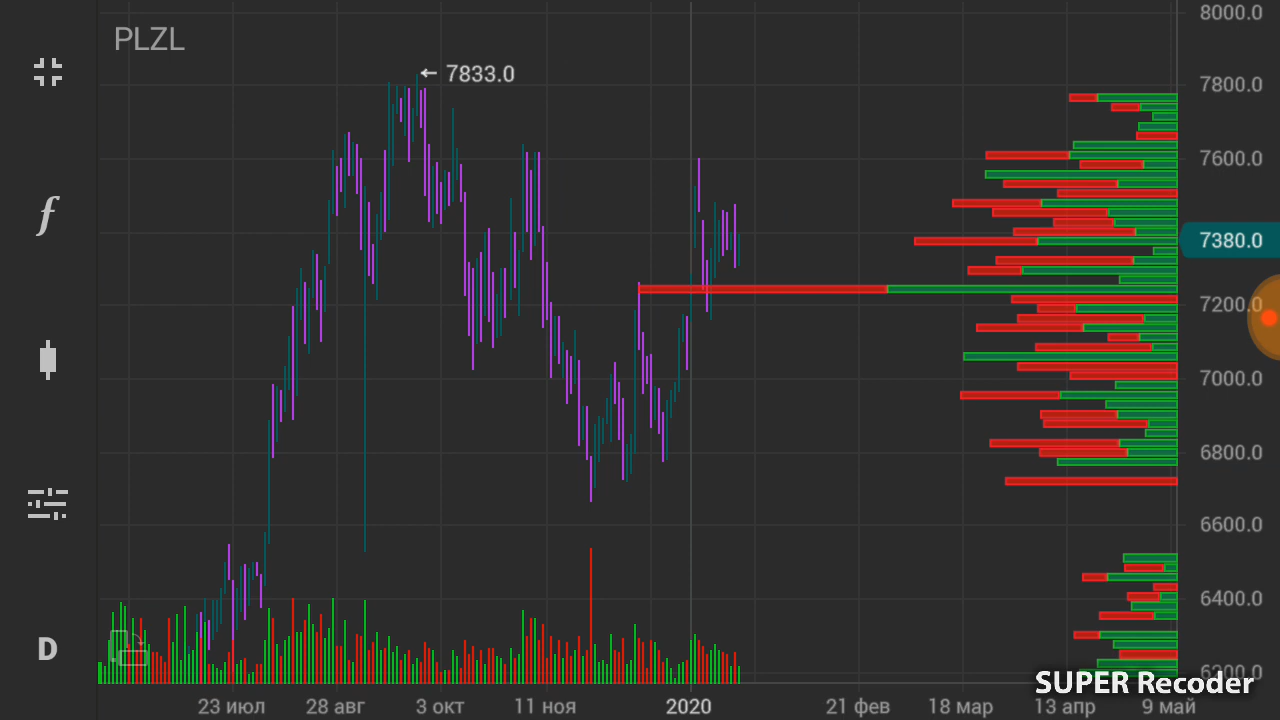 PLZL
← 7833.0
8000.0
7800.0
7600.0
7380.0
7200.0
7000.0
6800.0
6600.0
6400.0
6200.0
f
D
23 июл
28 авг
3 окт
11 ноя
2020
21 фев
18 мар
13 апр
9 май
SUPER Recoder